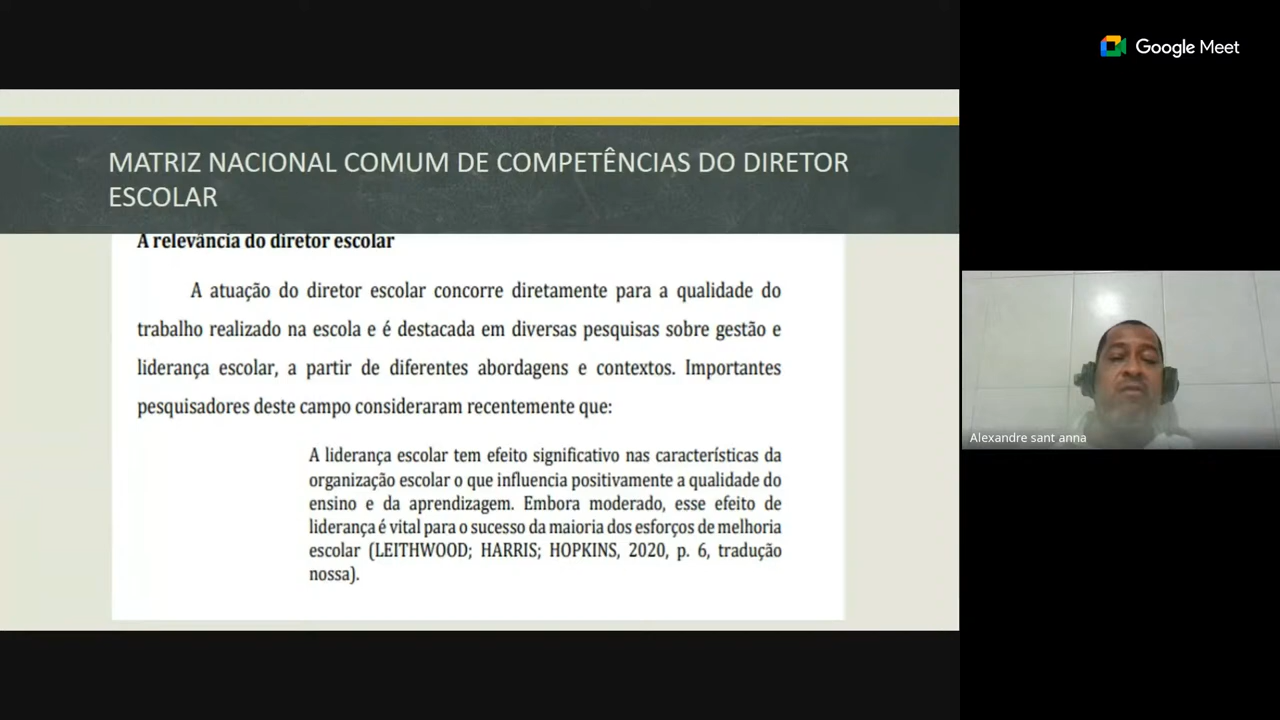 Google Meet
MATRIZ NACIONAL COMUM DE COMPETÊNCIAS DO DIRETOR
ESCOLAR
A relevância do diretor escolar
A atuação do diretor escolar concorre diretamente para a qualidade do
trabalho realizado na escola e é destacada em diversas pesquisas sobre gestão e
liderança escolar, a partir de diferentes abordagens e contextos. Importantes
pesquisadores deste campo consideraram recentemente que:
A liderança escolar tem efeito significativo nas características da
organização escolar o que influencia positivamente a qualidade do
ensino e da aprendizagem. Embora moderado, esse efeito de
liderança é vital para o sucesso da maioria dos esforços de melhoria
escolar (LEITHWOOD; HARRIS; HOPKINS, 2020, p. 6, tradução
nossa).
Alexandre sant anna